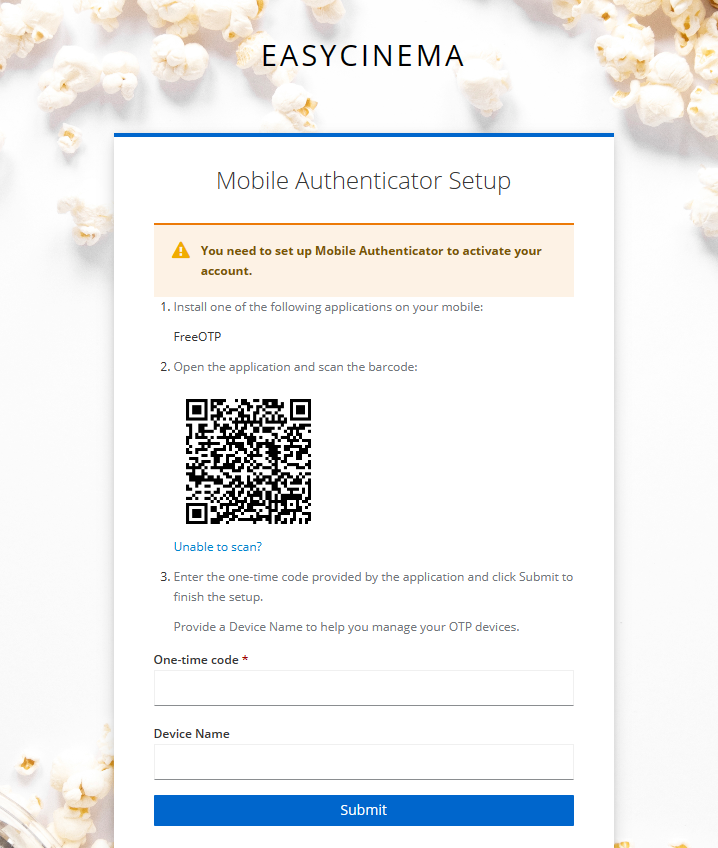 EASYCINEMA
Mobile Authenticator Setup
You need to set up Mobile Authenticator to activate your
account.
1. Install one of the following applications on your mobile:
FreeOTP
2. Open the application and scan the barcode:
Unable to scan?
3. Enter the one-time code provided by the application and click Submit to
finish the setup.
Provide a Device Name to help you manage your OTP devices.
One-time code *
Device Name
Submit